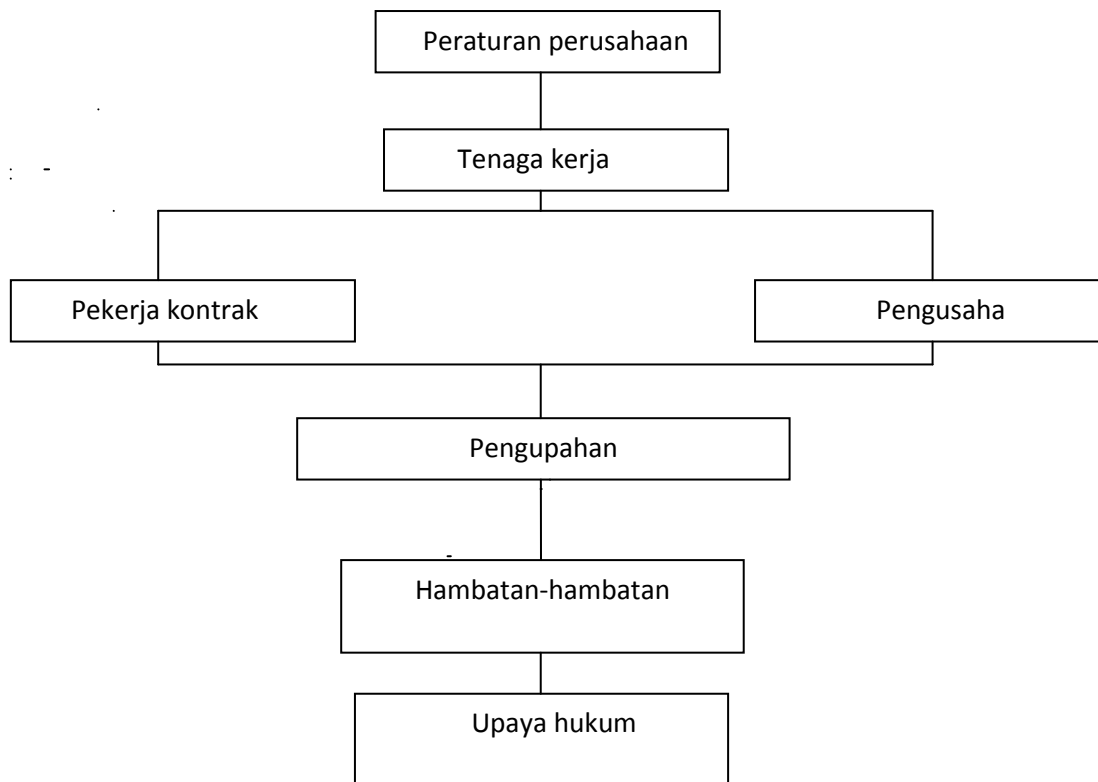 Peraturan perusahaan
Tenaga kerja
Pekerja kontrak
Pengusaha
Pengupahan
Hambatan-hambatan
Upaya hukum